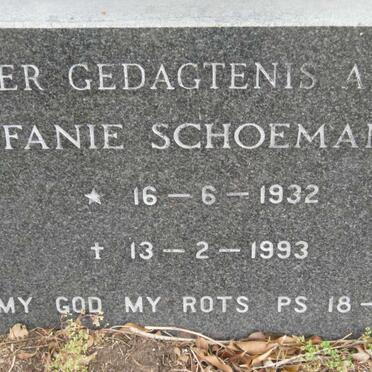 ER GEDAGTENIS A
FANIE SCHOEMAN
* 16-6-1932
† 13-2-1993
MY GOD MY ROTS PS 18-